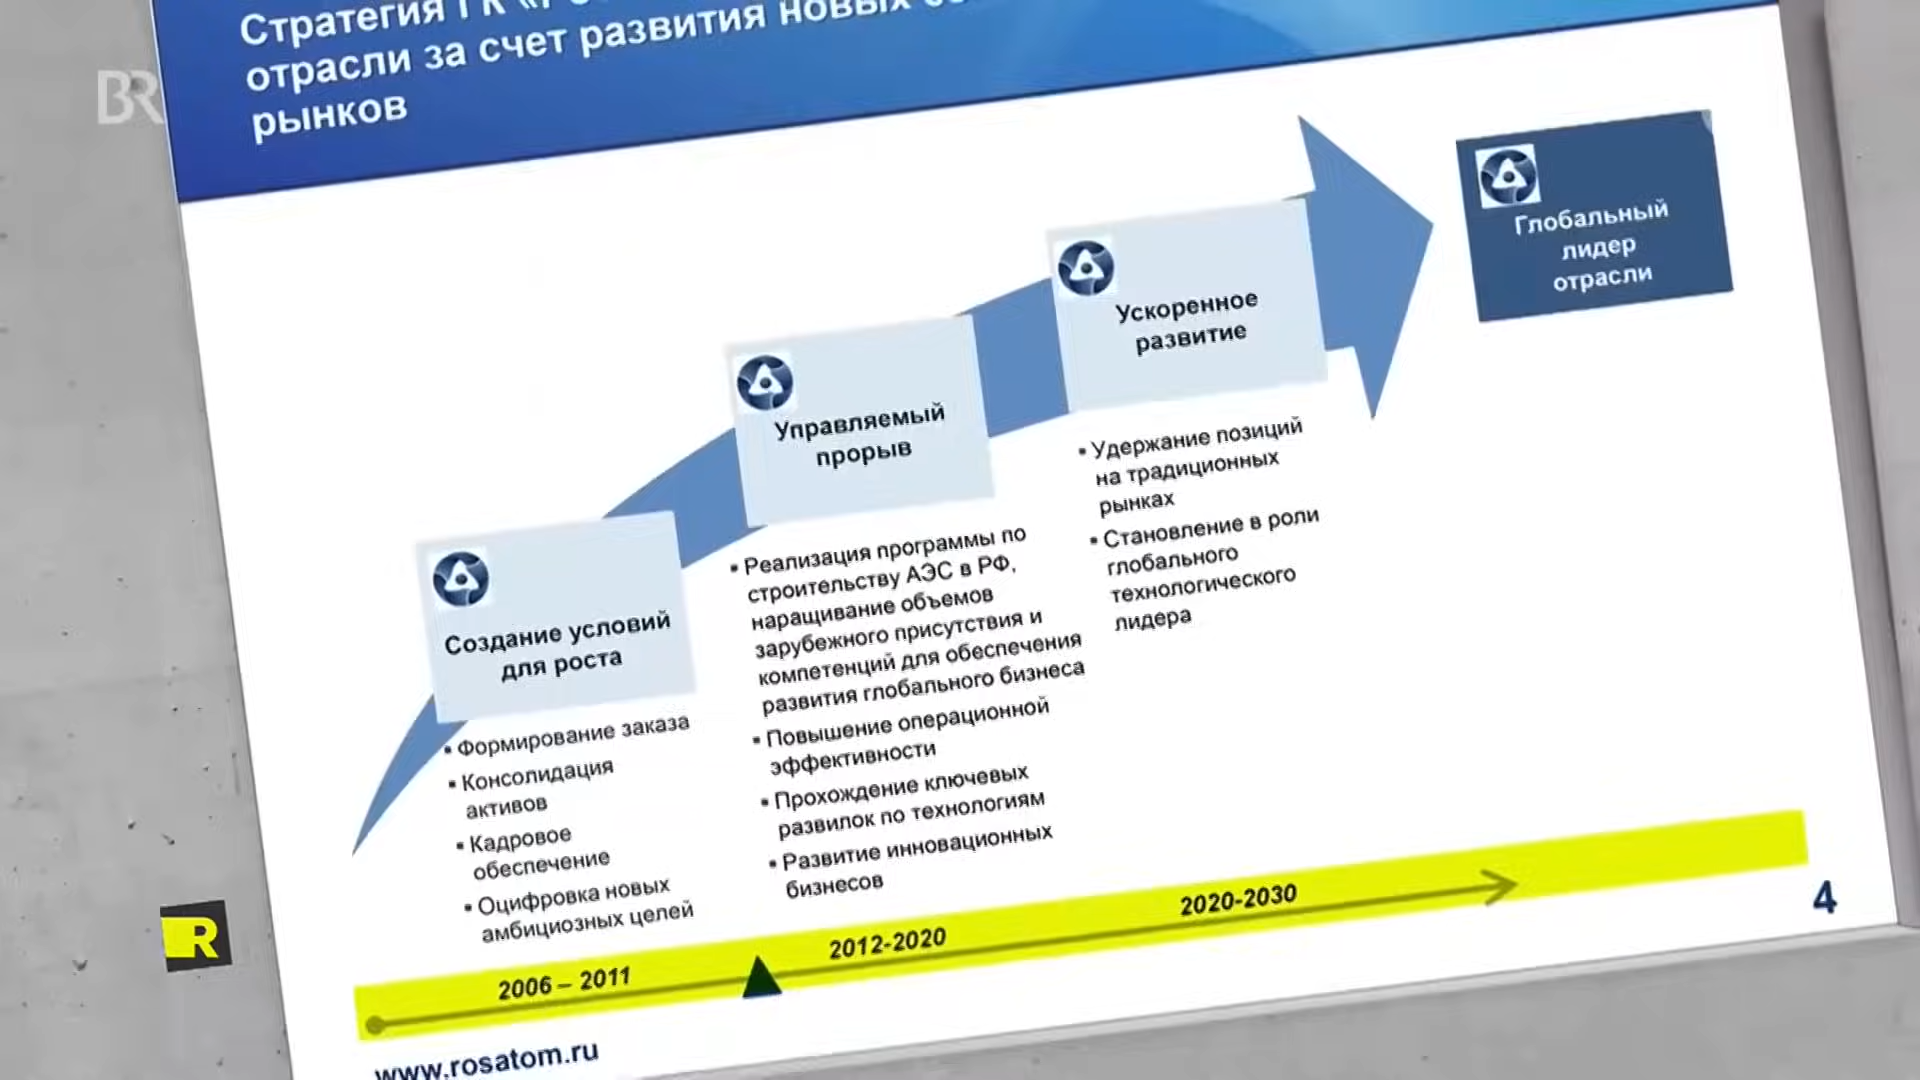 BR
Стратегия ГК
отрасли за счет развития новых
рынков
Глобальный
лидер
отрасли
Ускоренное
развитие
Управляемый
прорыв
Создание условий
для роста
▪ Удержание позиций
на традиционных
рынках
▪ Становление в роли
глобального
технологического
лидера
▪ Реализация программы по
строительству АЭС в РФ,
наращивание объемов
зарубежного присутствия и
компетенций для обеспечения
развития глобального бизнеса
▪ Повышение операционной
эффективности
▪ Прохождение ключевых
развилок по технологиям
▪ Развитие инновационных
бизнесов
▪ Формирование заказа
▪ Консолидация
активов
▪ Кадровое
обеспечение
▪ Оцифровка новых
амбициозных целей
2006 – 2011
2012-2020
2020-2030
4
R
www.rosatom.ru